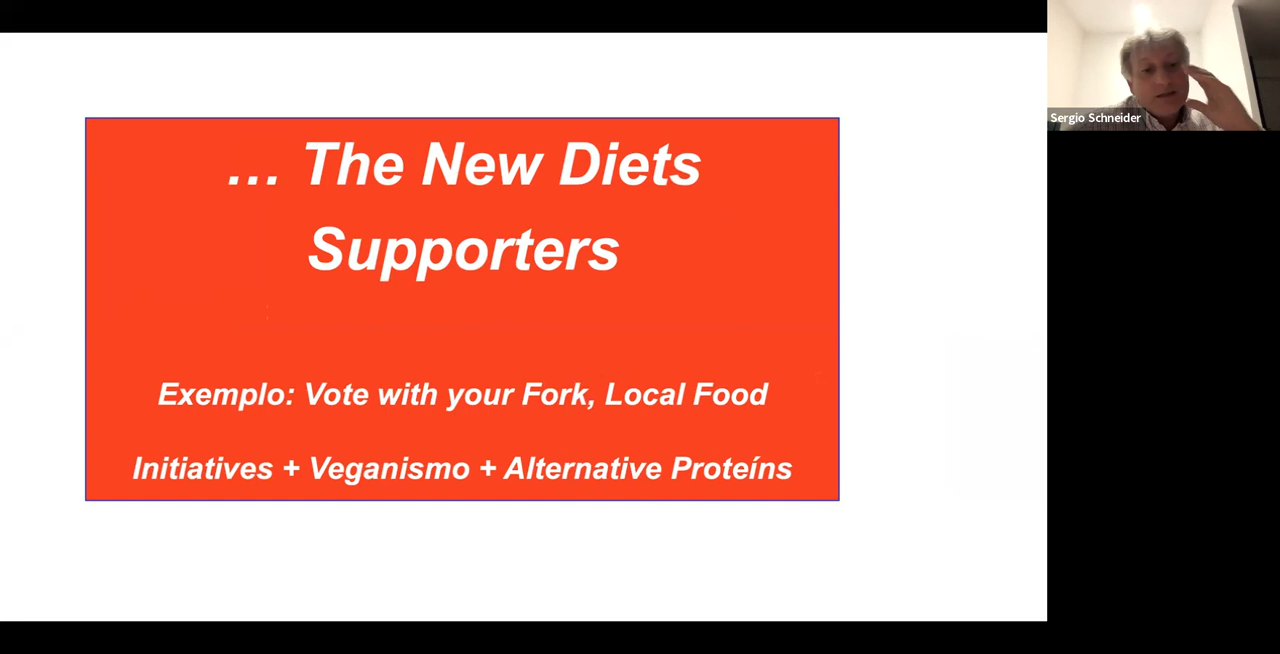 … The New Diets
Supporters
Exemplo: Vote with your Fork, Local Food
Initiatives + Veganismo + Alternative Proteíns
Sergio Schneider